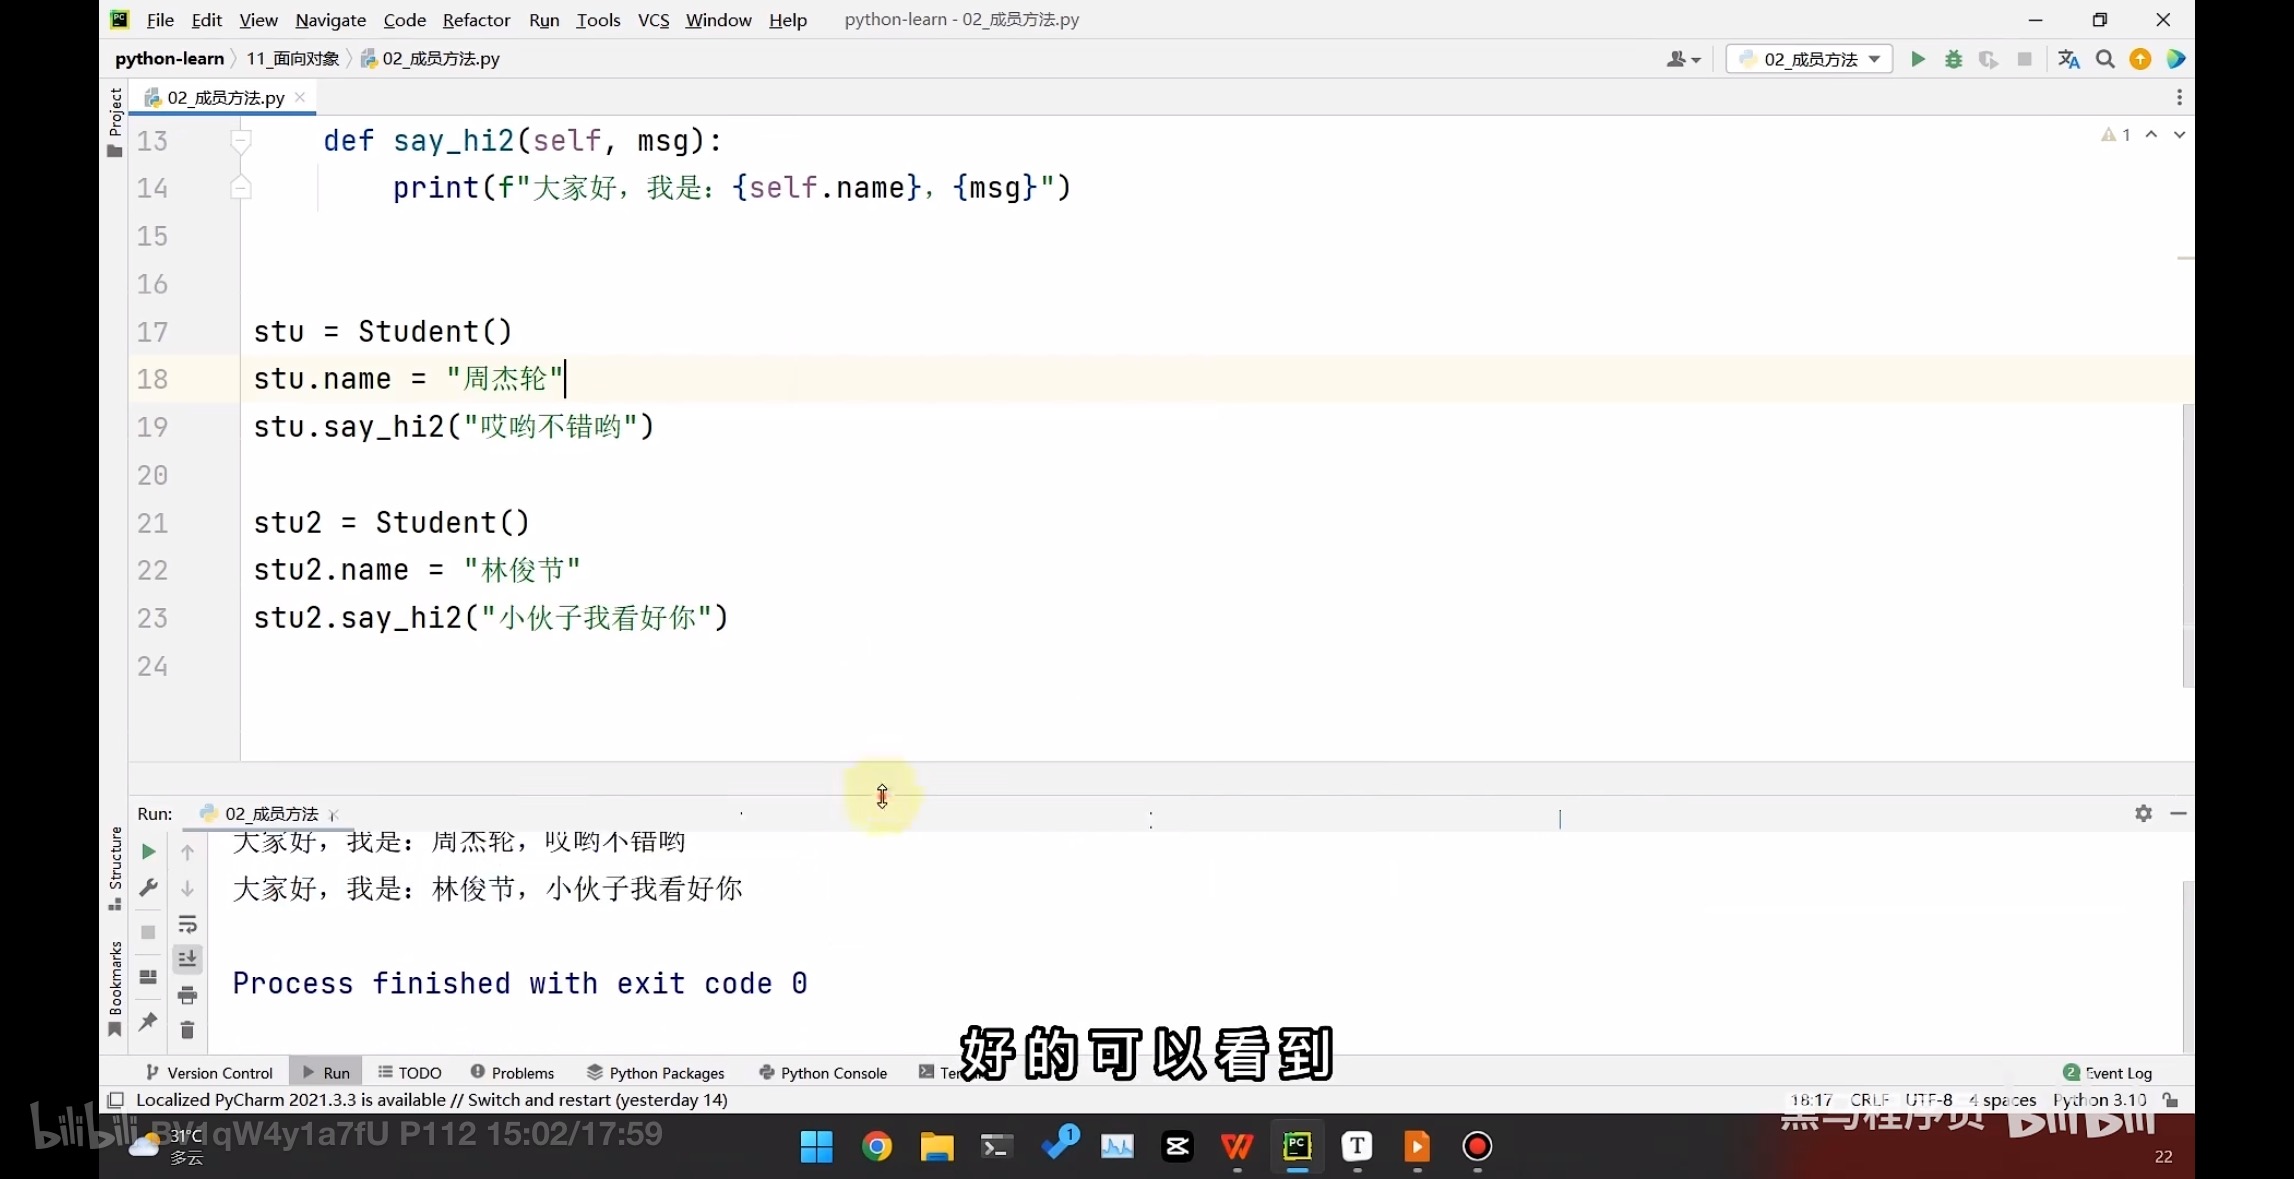 File Edit View Navigate Code Refactor Run Tools VCS Window Help python-learn - 02_成员方法.py
python-learn 11_面向对象 02_成员方法.py 02_成员方法
Project
02_成员方法.py
1
13 def say_hi2(self, msg):
14 print(f"大家好，我是：{self.name}，{msg}")
15
16
17 stu = Student()
18 stu.name = "周杰轮"
19 stu.say_hi2("哎哟不错哟")
20
21 stu2 = Student()
22 stu2.name = "林俊节"
23 stu2.say_hi2("小伙子我看好你")
24
Run: 02_成员方法
大家好，我是：周杰轮，哎哟不错哟
大家好，我是：林俊节，小伙子我看好你
Process finished with exit code 0
Structure
Bookmarks
好的可以看到
Version Control Run TODO Problems Python Packages Python Console 2 Event Log
Localized PyCharm 2021.3.3 is available // Switch and restart (yesterday 14) 18:17 CRLF UTF-8 4 spaces Python 3.10
黑马程序员 bilibili
bilibili BV1qW4y1a7fU P112 15:02/17:59
31°C
多云
1
22